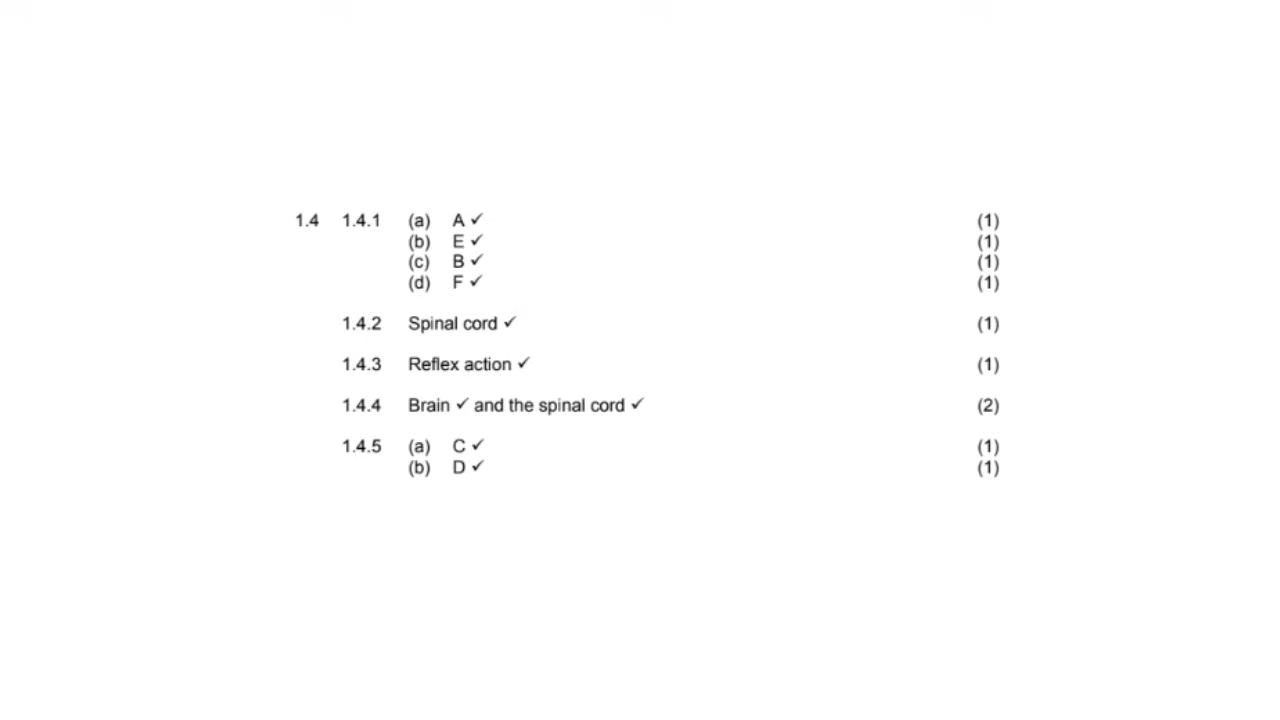 1.4 1.4.1 (a) A ✓ (1)
(b) E ✓ (1)
(c) B ✓ (1)
(d) F ✓ (1)
1.4.2 Spinal cord ✓ (1)
1.4.3 Reflex action ✓ (1)
1.4.4 Brain ✓ and the spinal cord ✓ (2)
1.4.5 (a) C ✓ (1)
(b) D ✓ (1)